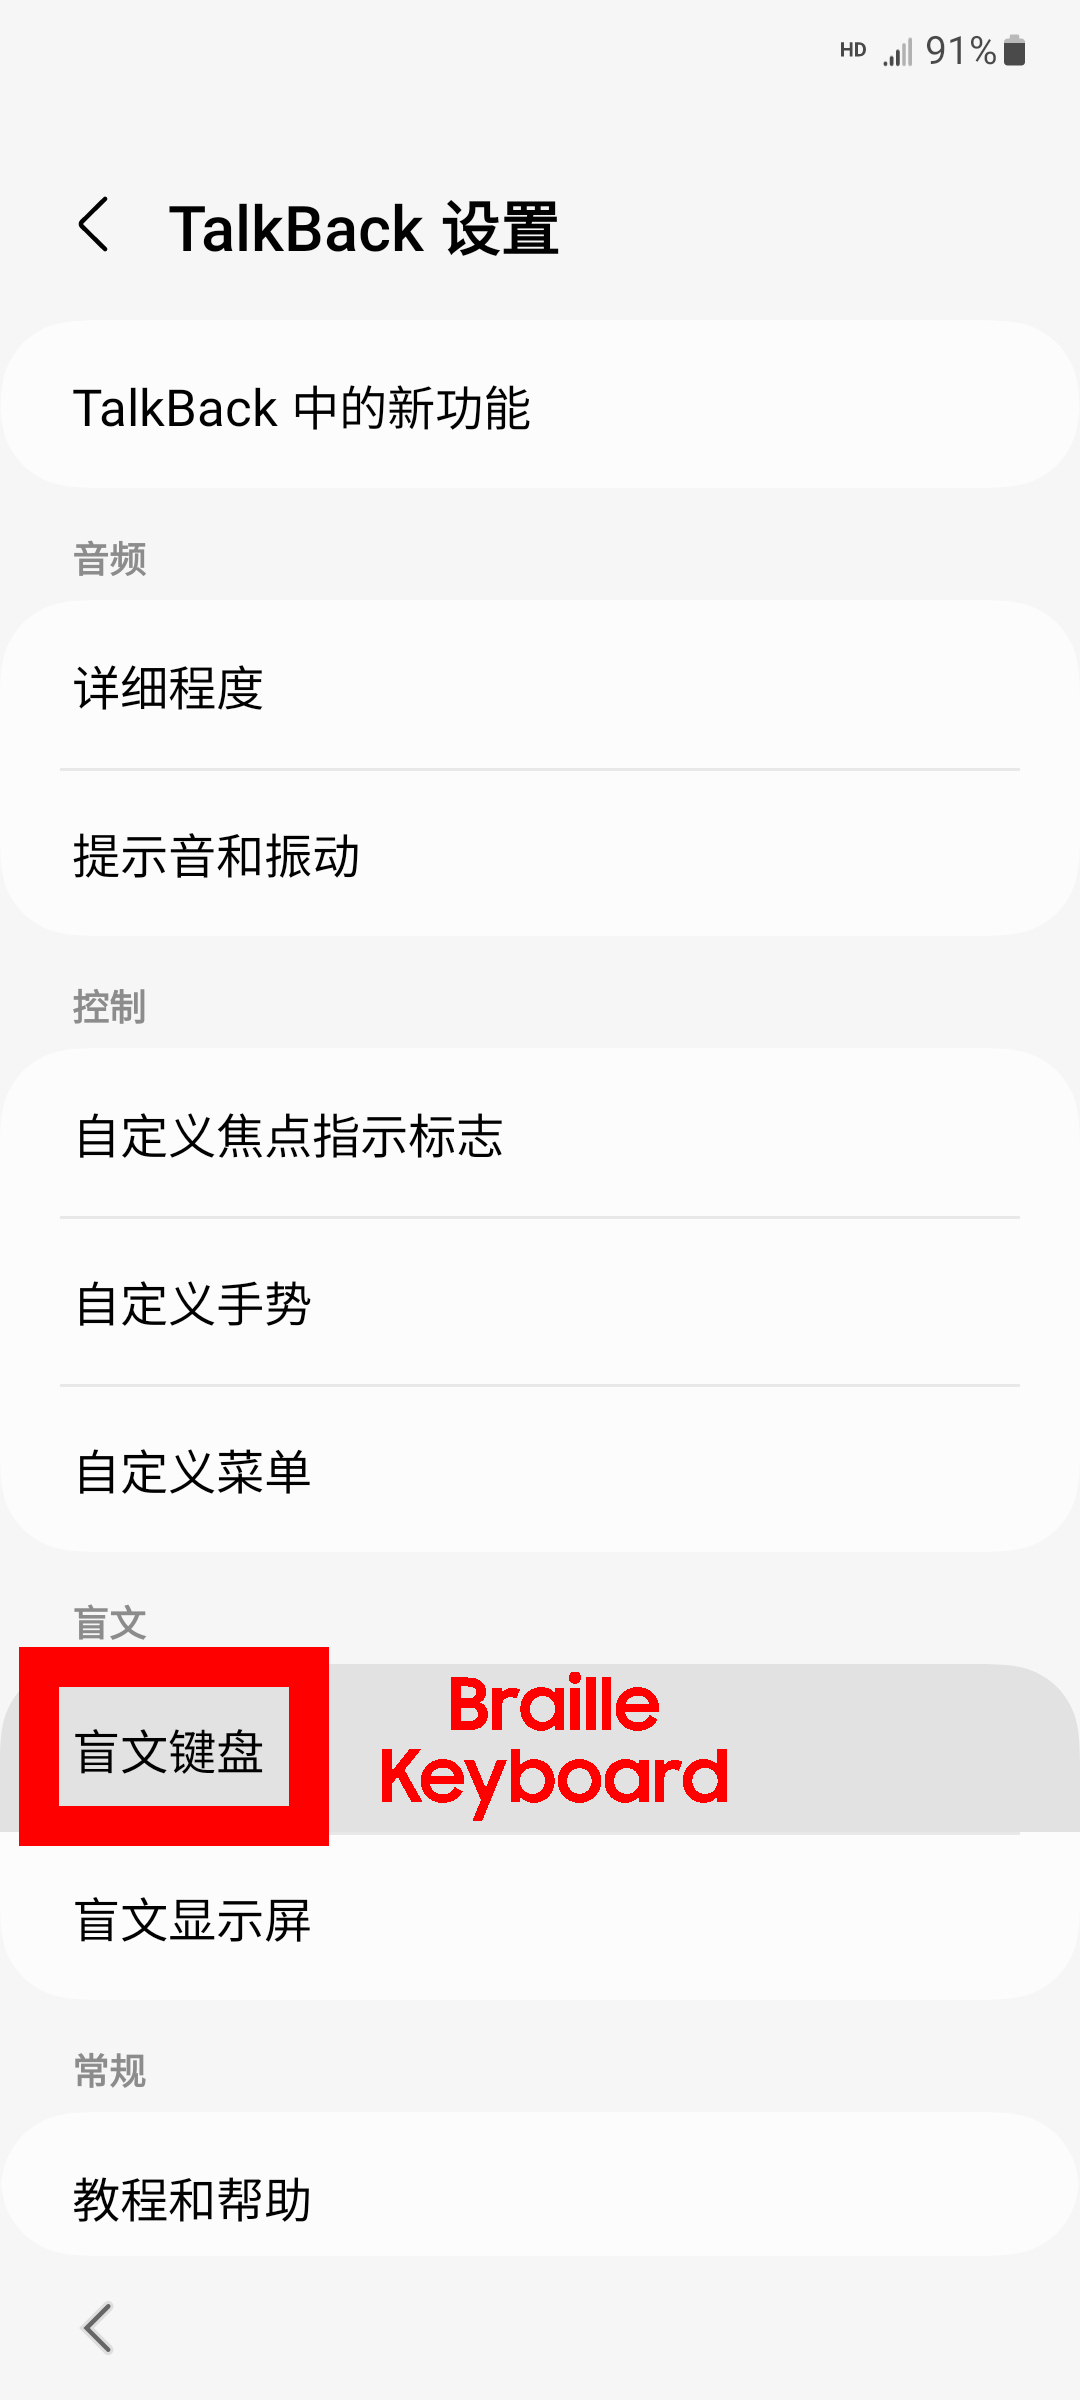 HD 91%
TalkBack 设置
TalkBack 中的新功能
音频
详细程度
提示音和振动
控制
自定义焦点指示标志
自定义手势
自定义菜单
盲文
盲文键盘
Braille
Keyboard
盲文显示屏
常规
教程和帮助